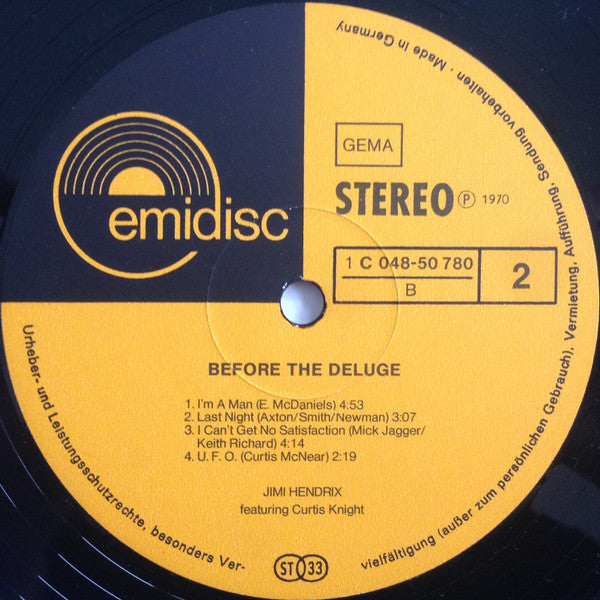 emidisc
GEMA
STEREO Ⓟ 1970
1 C 048-50 780
B
2
BEFORE THE DELUGE
1. I'm A Man (E. McDaniels) 4:53
2. Last Night (Axton/Smith/Newman) 3:07
3. I Can't Get No Satisfaction (Mick Jagger/
Keith Richard) 4:14
4. U. F. O. (Curtis McNear) 2:19
JIMI HENDRIX
featuring Curtis Knight
ST 33
Urheber- und Leistungsschutzrechte, besonders Ver-
vielfältigung (außer zum persönlichen Gebrauch), Vermietung, Aufführung, Sendung vorbehalten . Made in Germany